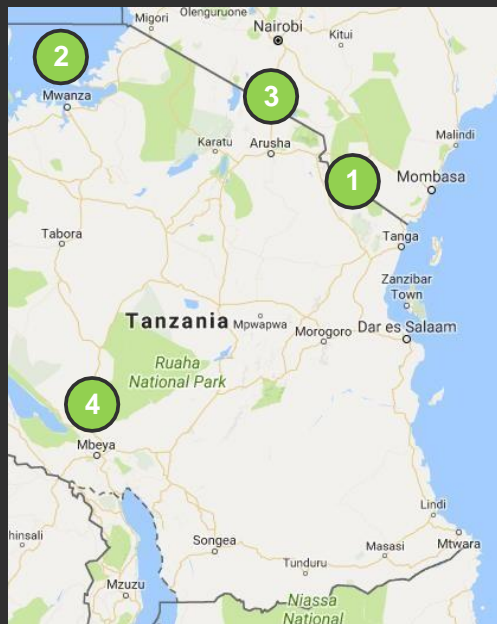 Migori
Olenguruone
Nairobi
Kitui
2
Mwanza
3
Malindi
Karatu
Arusha
1
Mombasa
Tabora
Tanga
Zanzibar
Town
Tanzania
Mpwapwa
Morogoro
Dar es Salaam
Ruaha
National Park
4
Mbeya
Lindi
hinsali
Songea
Masasi
Mtwara
Tunduru
Mzuzu
Niassa
National